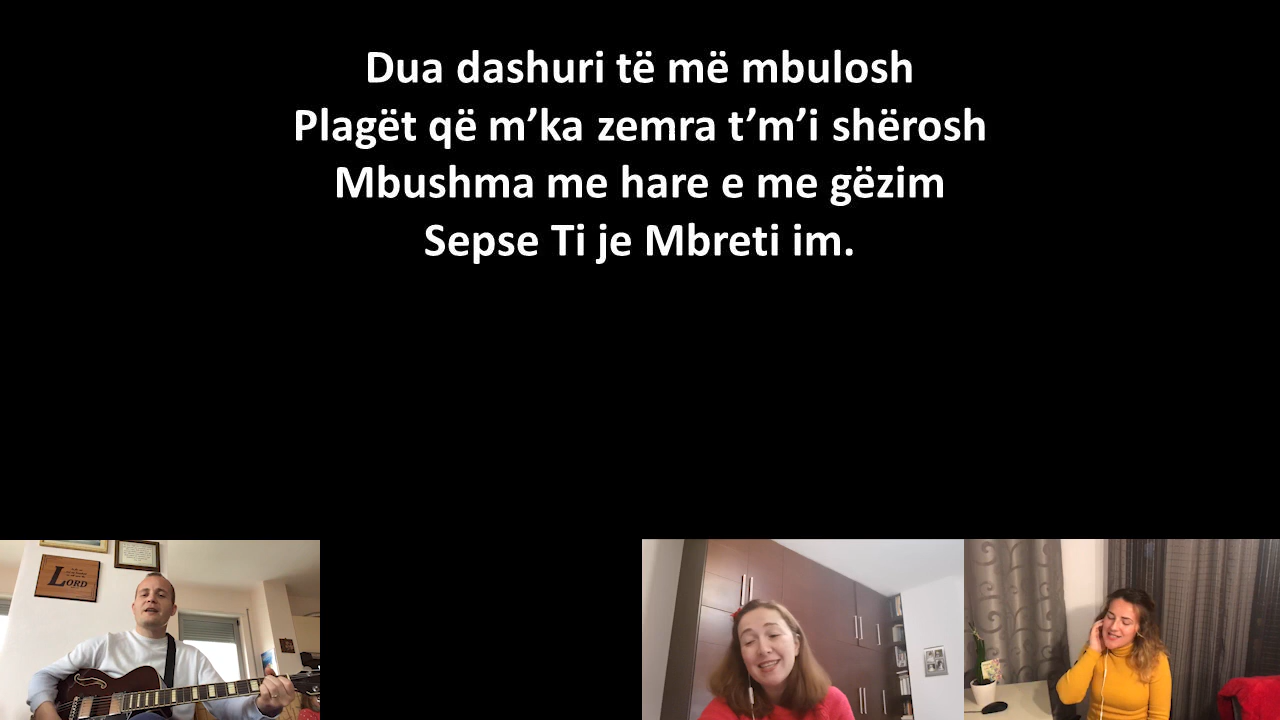 Dua dashuri të më mbulosh
Plagët që m’ka zemra t’m’i shërosh
Mbushma me hare e me gëzim
Sepse Ti je Mbreti im.
LORD